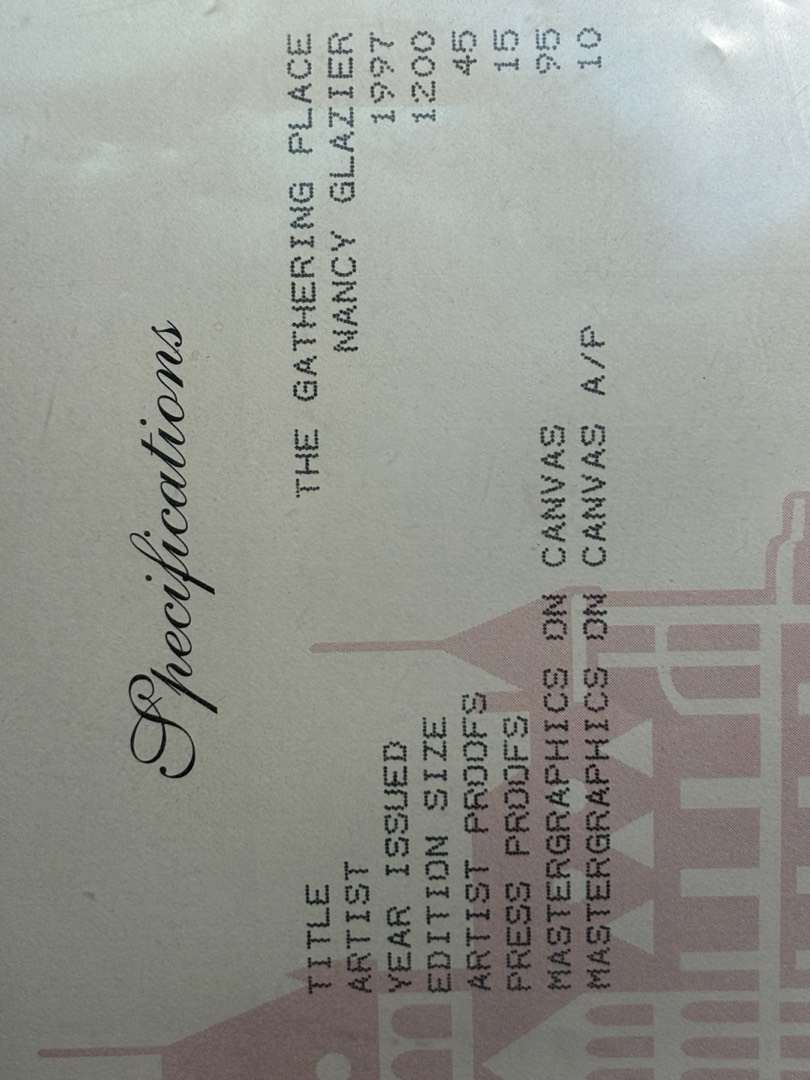 Specifications
TITLE THE GATHERING PLACE
ARTIST NANCY GLAZIER
YEAR ISSUED 1997
EDITION SIZE 1200
ARTIST PROOFS 45
PRESS PROOFS 15
MASTERGRAPHICS ON CANVAS 95
MASTERGRAPHICS ON CANVAS A/P 10